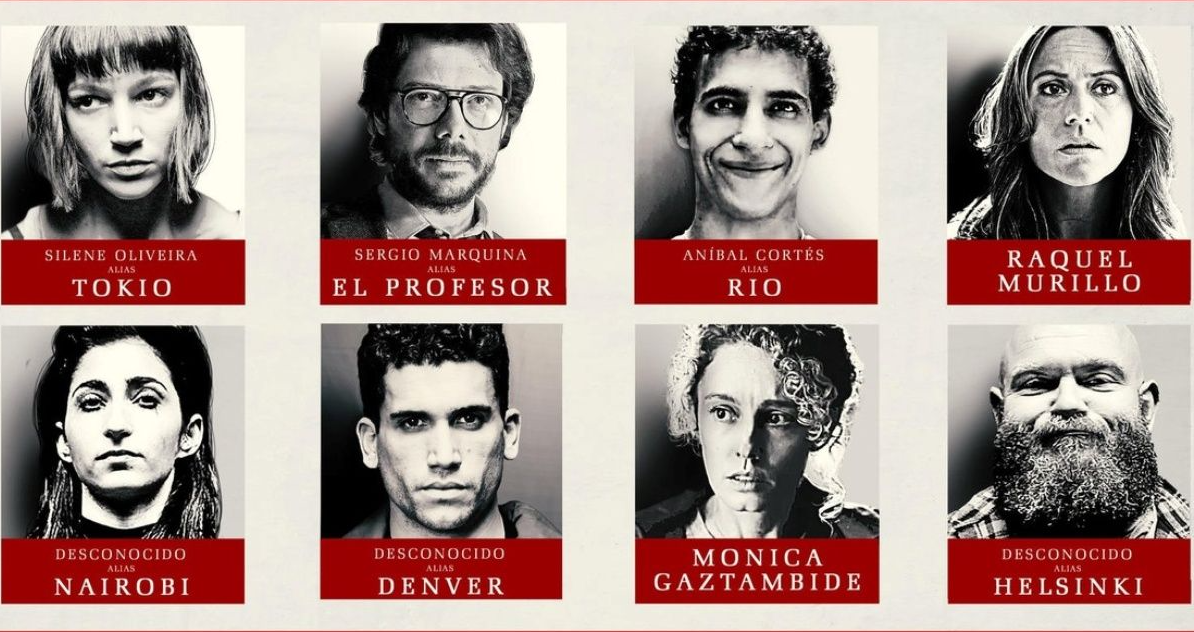 SILENE OLIVEIRA
ALIAS
TOKIO
SERGIO MARQUINA
ALIAS
EL PROFESOR
ANÍBAL CORTÉS
ALIAS
RIO
RAQUEL
MURILLO
DESCONOCIDO
ALIAS
NAIROBI
DESCONOCIDO
ALIAS
DENVER
MONICA
GAZTAMBIDE
DESCONOCIDO
ALIAS
HELSINKI